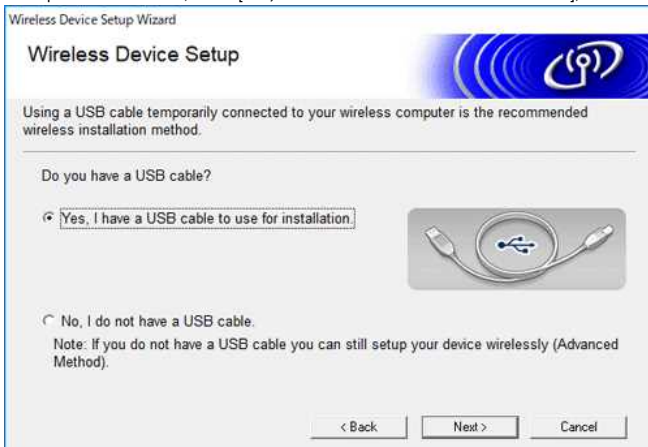 Wireless Device Setup Wizard
Wireless Device Setup
Using a USB cable temporarily connected to your wireless computer is the recommended
wireless installation method.
Do you have a USB cable?
Yes, I have a USB cable to use for installation.
No, I do not have a USB cable.
Note: If you do not have a USB cable you can still setup your device wirelessly (Advanced
Method).
< Back
Next >
Cancel